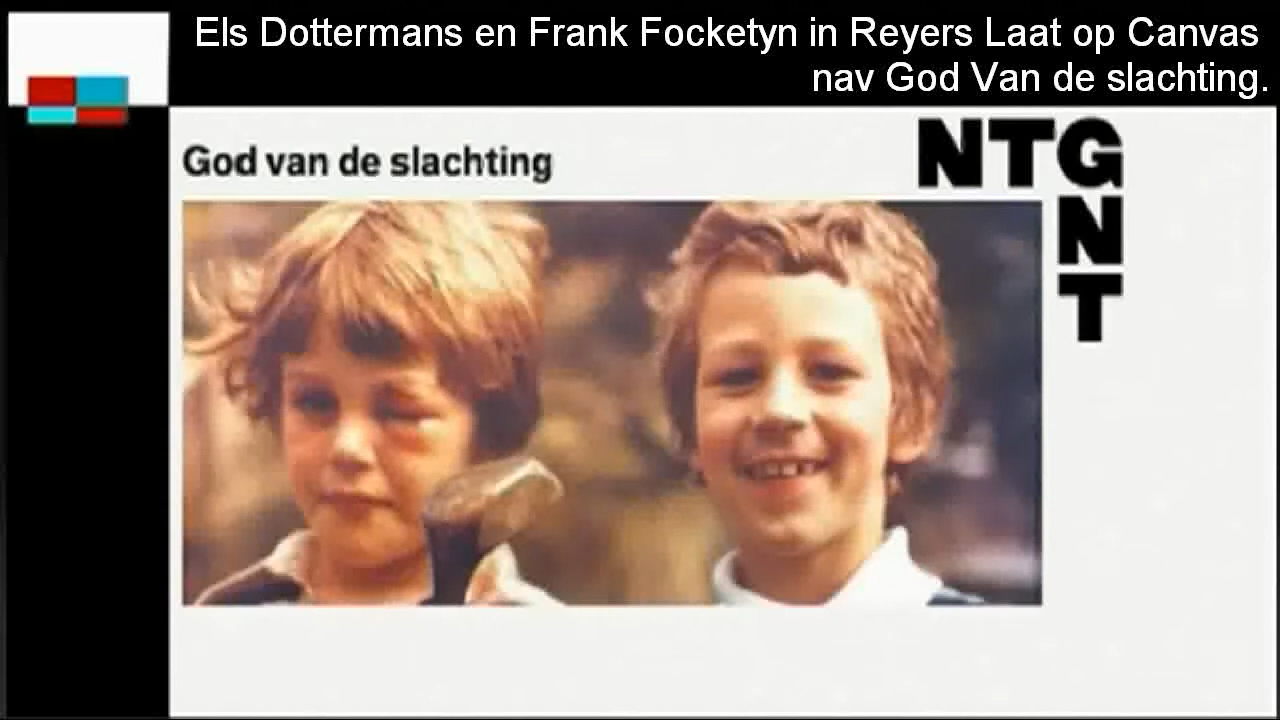 Els Dottermans en Frank Focketyn in Reyers Laat op Canvas
nav God Van de slachting.
God van de slachting
NTG
N
T